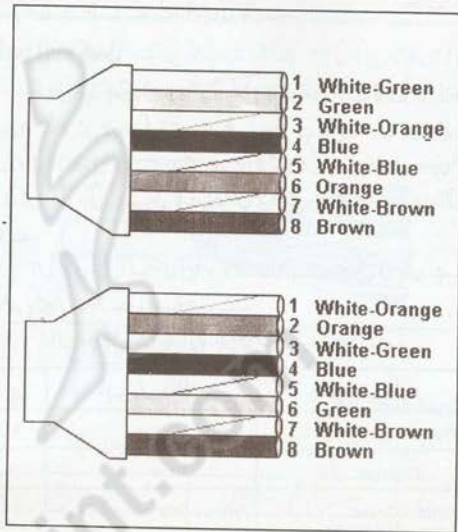 1 White-Green
2 Green
3 White-Orange
4 Blue
5 White-Blue
6 Orange
7 White-Brown
8 Brown
1 White-Orange
2 Orange
3 White-Green
4 Blue
5 White-Blue
6 Green
7 White-Brown
8 Brown